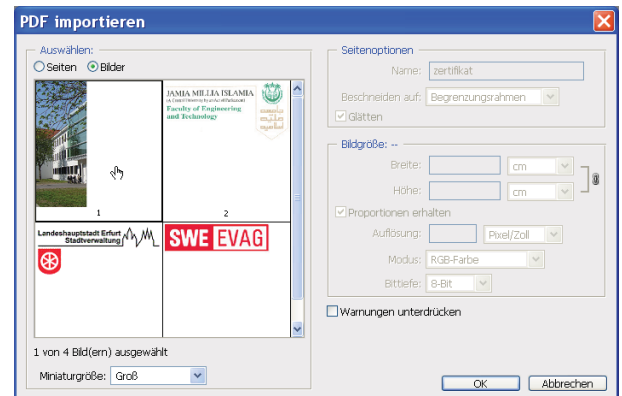 PDF importieren
Auswählen:
Seiten Bilder
JAMIA MILLIA ISLAMIA
Faculty of Engineering
and Technology
1
2
Landeshauptstadt Erfurt
Stadtverwaltung
SWE EVAG
1 von 4 Bild(ern) ausgewählt
Miniaturgröße: Groß
Seitenoptionen
Name: zertifikat
Beschneiden auf: Begrenzungsrahmen
Glätten
Bildgröße: --
Breite: cm
Höhe: cm
Proportionen erhalten
Auflösung: Pixel/Zoll
Modus: RGB-Farbe
Bittiefe: 8-Bit
Warnungen unterdrücken
OK Abbrechen